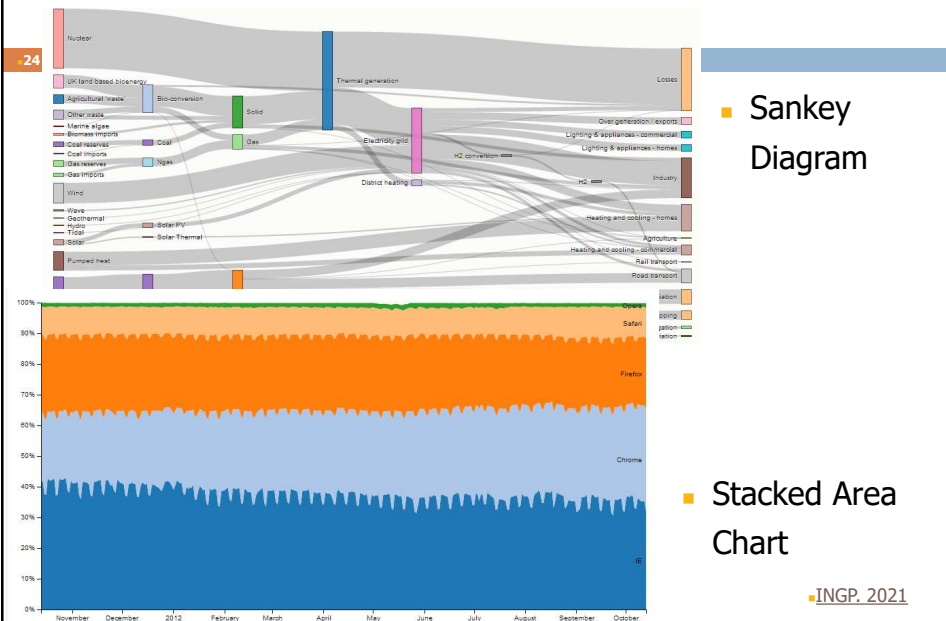 24
Nuclear
UK land based bioenergy
Agricultural 'waste'
Other waste
Marine algae
Biomass imports
Coal reserves
Coal imports
Gas reserves
Gas imports
Wind
Wave
Geothermal
Hydro
Tidal
Solar
Pumped heat
Bio-conversion
Coal
Ngas
Solar PV
Solar Thermal
Solid
Gas
Thermal generation
Electricity grid
District heating
H2 conversion
H2
Losses
Over generation / exports
Lighting & appliances - commercial
Lighting & appliances - homes
Industry
Heating and cooling - homes
Agriculture
Heating and cooling - commercial
Rail transport
Road transport
Sankey
Diagram
100%
90%
80%
70%
60%
50%
40%
30%
20%
10%
0%
Opera
Safari
Firefox
Chrome
IE
November December 2012 February March April May June July August September October
Stacked Area
Chart
INGP. 2021